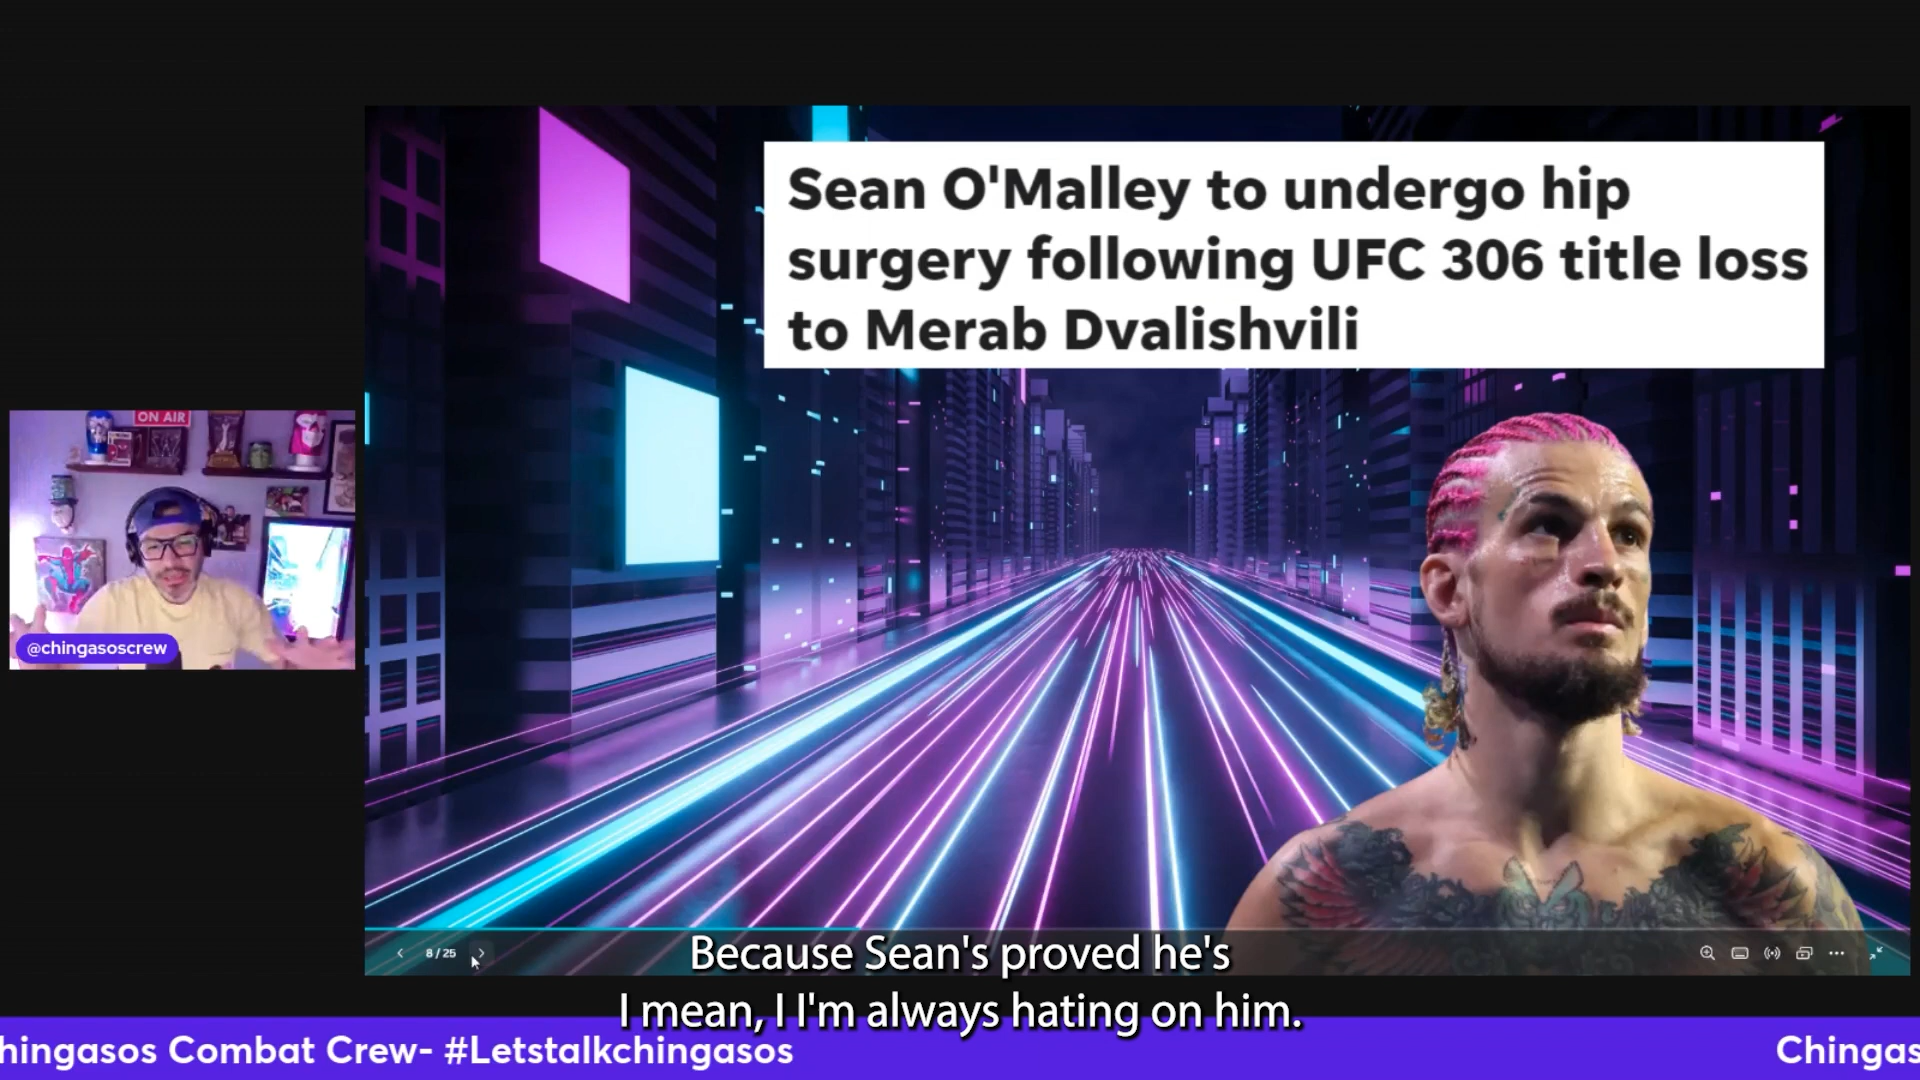 Sean O'Malley to undergo hip
surgery following UFC 306 title loss
to Merab Dvalishvili
ON AIR
@chingasoscrew
8/25
Because Sean's proved he's
I mean, I I'm always hating on him.
hingasos Combat Crew- #Letstalkchingasos
Chingas